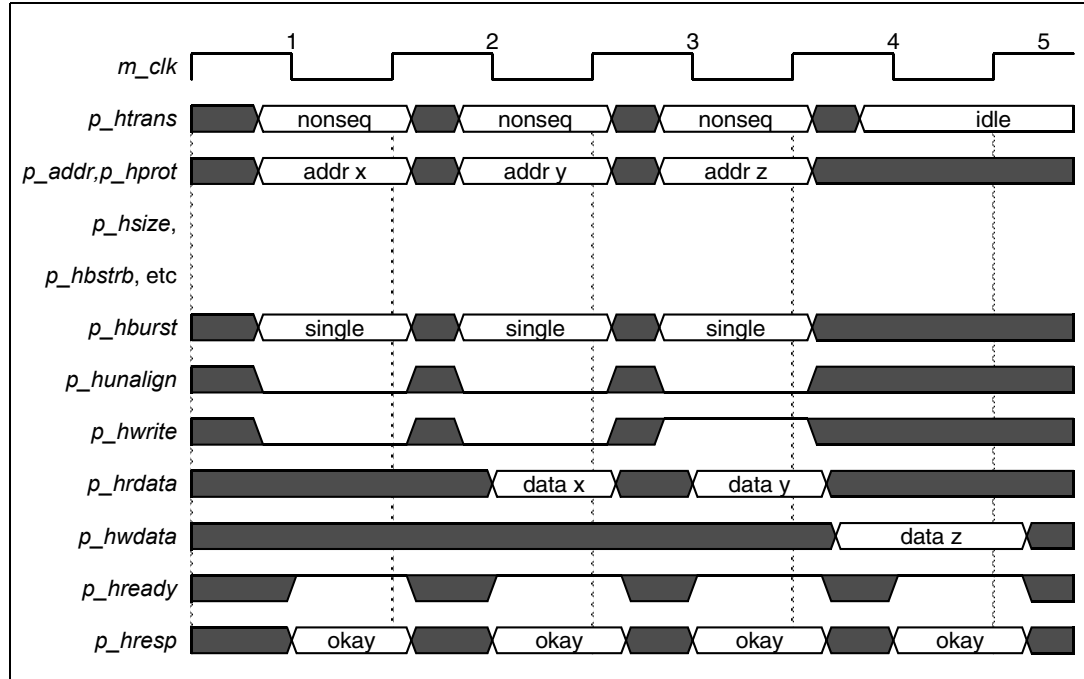 1 2 3 4 5
m_clk
p_htrans nonseq nonseq nonseq idle
p_addr,p_hprot addr x addr y addr z
p_hsize,
p_hbstrb, etc
p_hburst single single single
p_hunalign
p_hwrite
p_hrdata data x data y
p_hwdata data z
p_hready
p_hresp okay okay okay okay